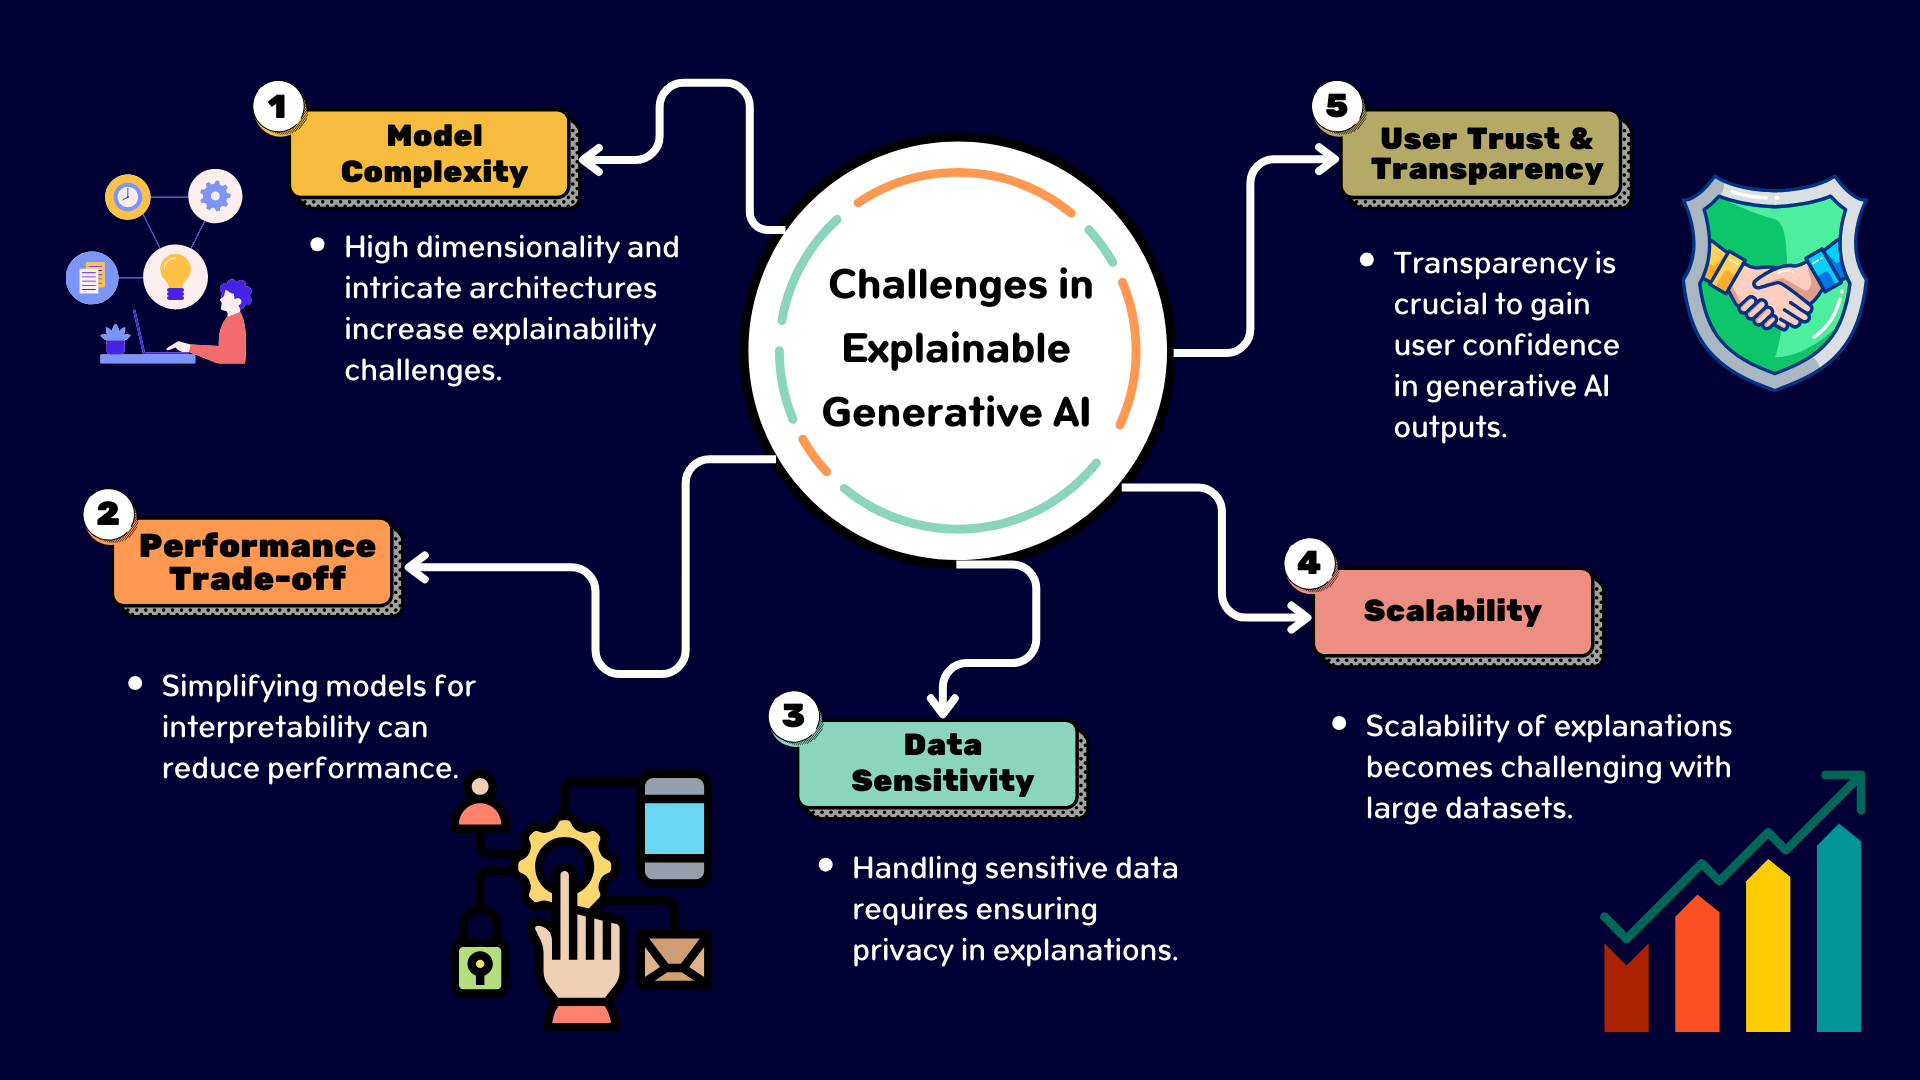 Challenges in
Explainable
Generative AI
1
Model
Complexity
• High dimensionality and
intricate architectures
increase explainability
challenges.
2
Performance
Trade-off
• Simplifying models for
interpretability can
reduce performance.
3
Data
Sensitivity
• Handling sensitive data
requires ensuring
privacy in explanations.
4
Scalability
• Scalability of explanations
becomes challenging with
large datasets.
5
User Trust &
Transparency
• Transparency is
crucial to gain
user confidence
in generative AI
outputs.